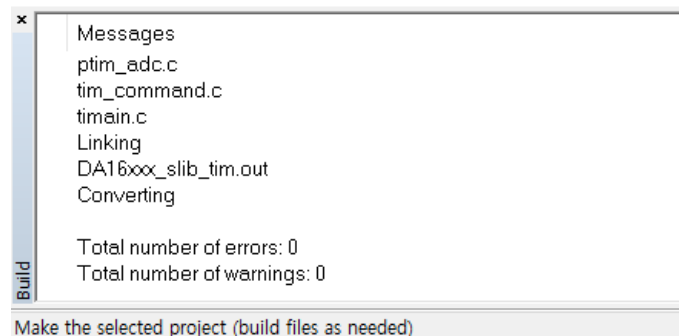 ×
Messages
ptim_adc.c
tim_command.c
timain.c
Linking
DA16xxx_slib_tim.out
Converting
Total number of errors: 0
Total number of warnings: 0
Build
Make the selected project (build files as needed)